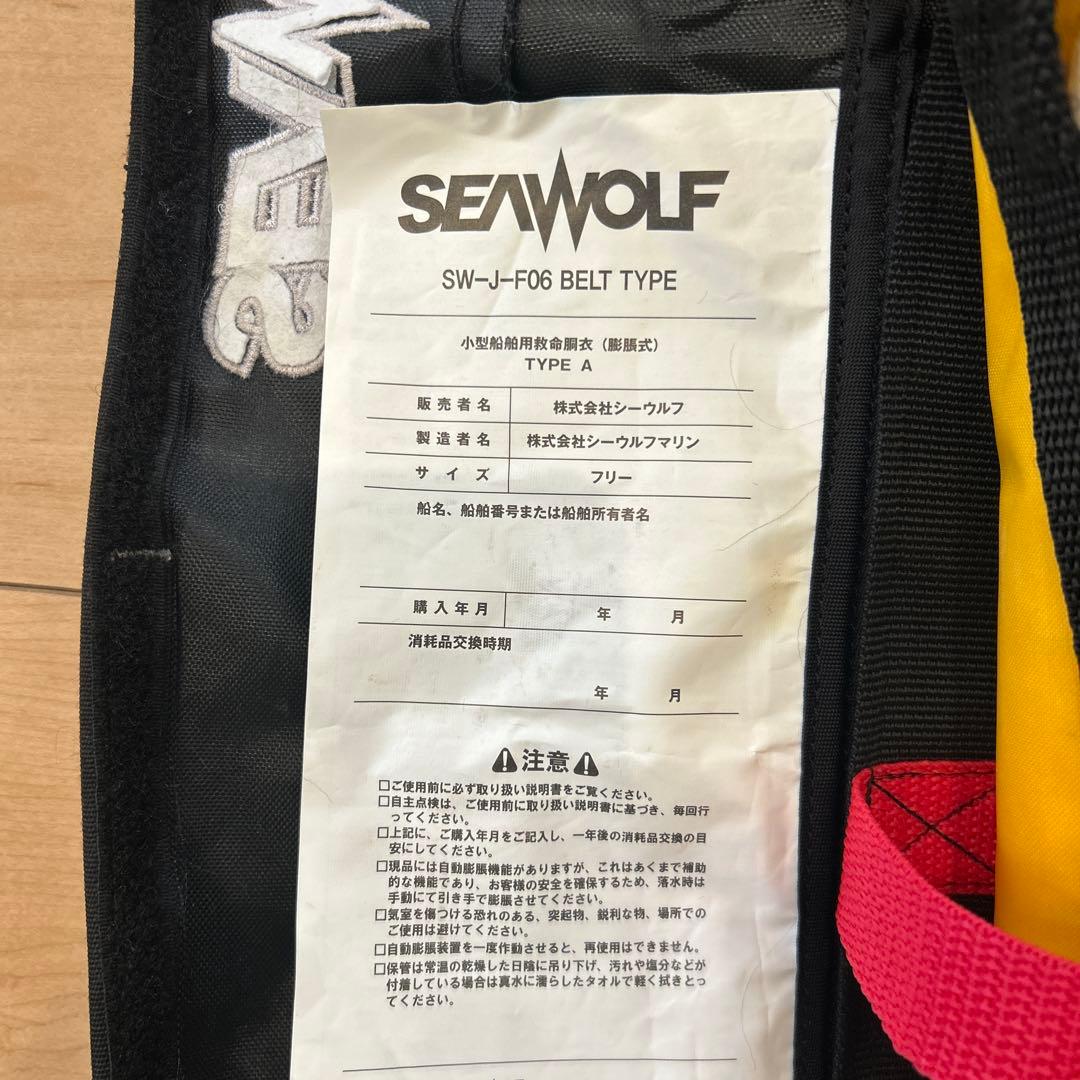 SEAWOLF
SW-J-F06 BELT TYPE
小型船舶用救命胴衣（膨脹式）
TYPE A
販売者名 株式会社シーウルフ
製造者名 株式会社シーウルフマリン
サイズ フリー
船名、船舶番号または船舶所有者名
購入年月 年 月
消耗品交換時期
年 月
注意
□ご使用前に必ず取り扱い説明書をご覧ください。
□自主点検は、ご使用前に取り扱い説明書に基づき、毎回行
ってください。
□上記に、ご購入年月をご記入し、一年後の消耗品交換の目
安にしてください。
□現品には自動膨脹機能がありますが、これはあくまで補助
的な機能であり、お客様の安全を確保するため、落水時は
手動にて引き手で膨脹させてください。
□気室を傷つける恐れのある、突起物、鋭利な物、場所での
ご使用は避けてください。
□自動膨脹装置を一度作動させると、再使用はできません。
□保管は常温の乾燥した日陰に吊り下げ、汚れや塩分などが
付着している場合は真水に濡らしたタオルで軽く拭きとっ
てください。